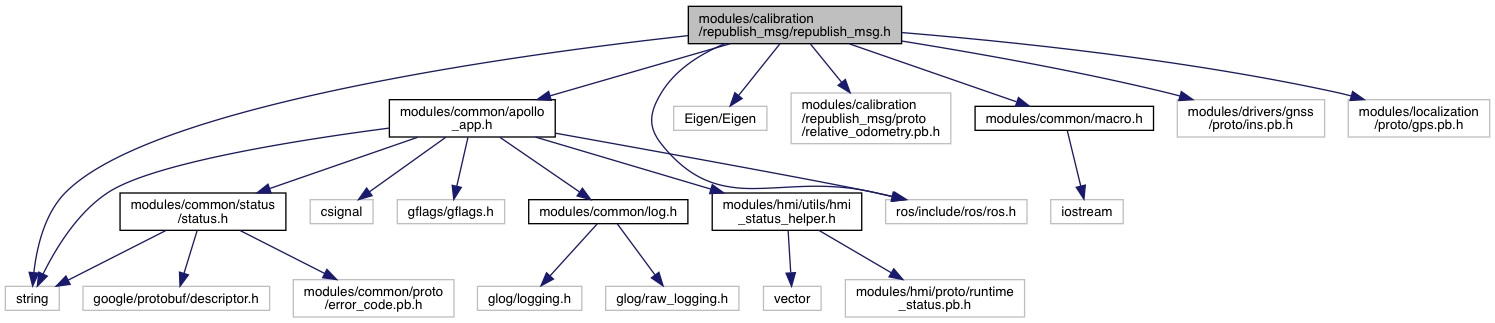 modules/calibration
/republish_msg/republish_msg.h
modules/common/apollo
_app.h
Eigen/Eigen
modules/calibration
/republish_msg/proto
/relative_odometry.pb.h
modules/common/macro.h
modules/drivers/gnss
/proto/ins.pb.h
modules/localization
/proto/gps.pb.h
modules/common/status
/status.h
csignal
gflags/gflags.h
modules/common/log.h
modules/hmi/utils/hmi
_status_helper.h
ros/include/ros/ros.h
iostream
string
google/protobuf/descriptor.h
modules/common/proto
/error_code.pb.h
glog/logging.h
glog/raw_logging.h
vector
modules/hmi/proto/runtime
_status.pb.h